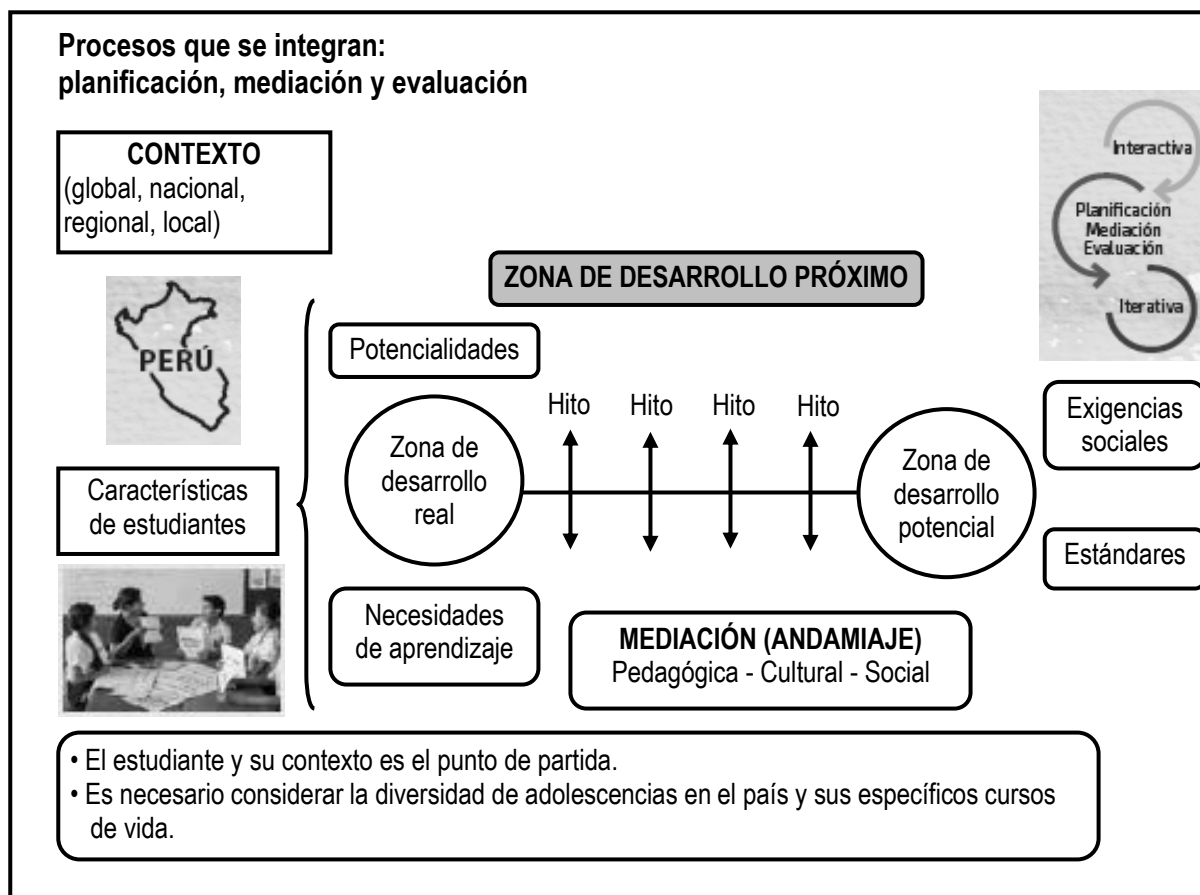 Procesos que se integran:
planificación, mediación y evaluación
CONTEXTO
(global, nacional,
regional, local)
PERÚ
Característícas
de estudiantes
ZONA DE DESARROLLO PRÓXIMO
Potencialidades
Zona de
desarrollo
real
Necesidades
de aprendizaje
Hito
Hito
Hito
Hito
MEDIACIÓN (ANDAMIAJE)
Pedagógica - Cultural - Social
Zona de
desarrollo
potencial
Interactiva
Planificación
Mediación
Evaluación
Iterativa
Exigencias
sociales
Estándares
• El estudiante y su contexto es el punto de partida.
• Es necesario considerar la diversidad de adolescencias en el país y sus específicos cursos
de vida.